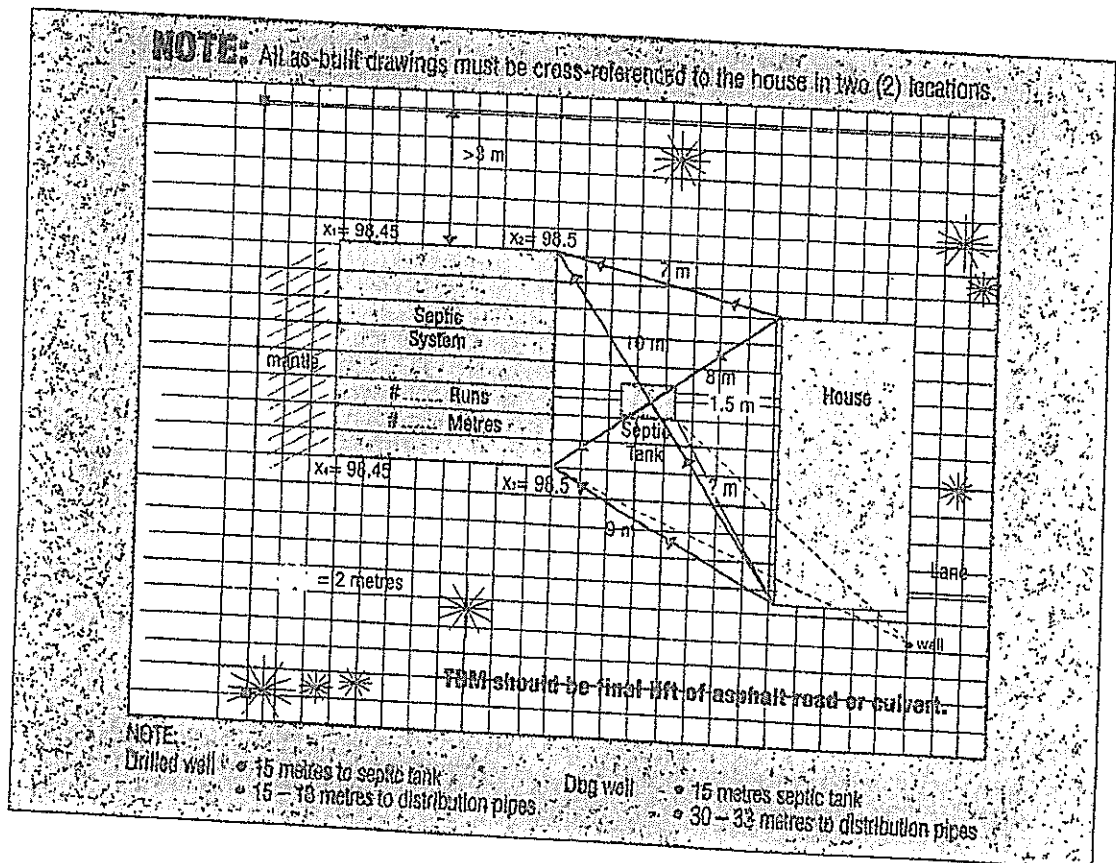 NOTE: All as-built drawings must be cross-referenced to the house in two (2) locations.
>3 m
x₁= 98.45
x₂= 98.5
7 m
Septic
System
10 m
mantle
8 m
House
# ........ Runs
1.5 m
# ........ Metres
Septic
Tank
x₄= 98.45
x₃= 98.5
7 m
9 m
= 2 metres
Lane
well
TBM should be final lift of asphalt road or culvert.
NOTE:
Drilled well • 15 metres to septic tank
• 15 – 18 metres to distribution pipes
Dug well • 15 metres septic tank
• 30 – 33 metres to distribution pipes